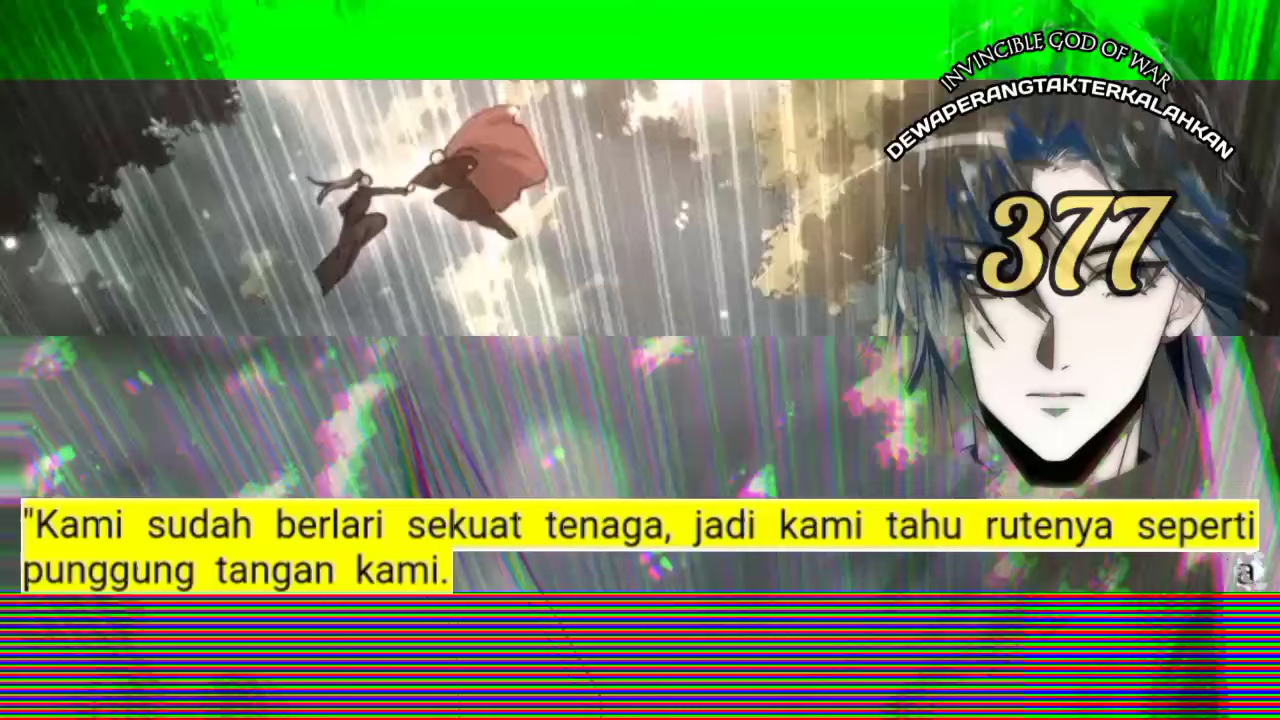 INVINCIBLE GOD OF WAR
DEWAPERANGTAKTERKALAHKAN
377
"Kami sudah berlari sekuat tenaga, jadi kami tahu rutenya seperti
punggung tangan kami.
a